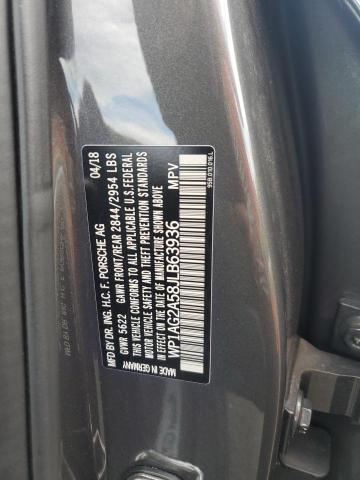 MFD BY DR. ING. H.C. F. PORSCHE AG 04/18
GVWR 5622 GAWR FRONT/REAR 2844/2954 LBS
THIS VEHICLE CONFORMS TO ALL APPLICABLE U.S. FEDERAL
MOTOR VEHICLE SAFETY AND THEFT PREVENTION STANDARDS
IN EFFECT ON THE DATE OF MANUFACTURE SHOWN ABOVE
WP1AG2A58JLB63936 MPV
MADE IN GERMANY